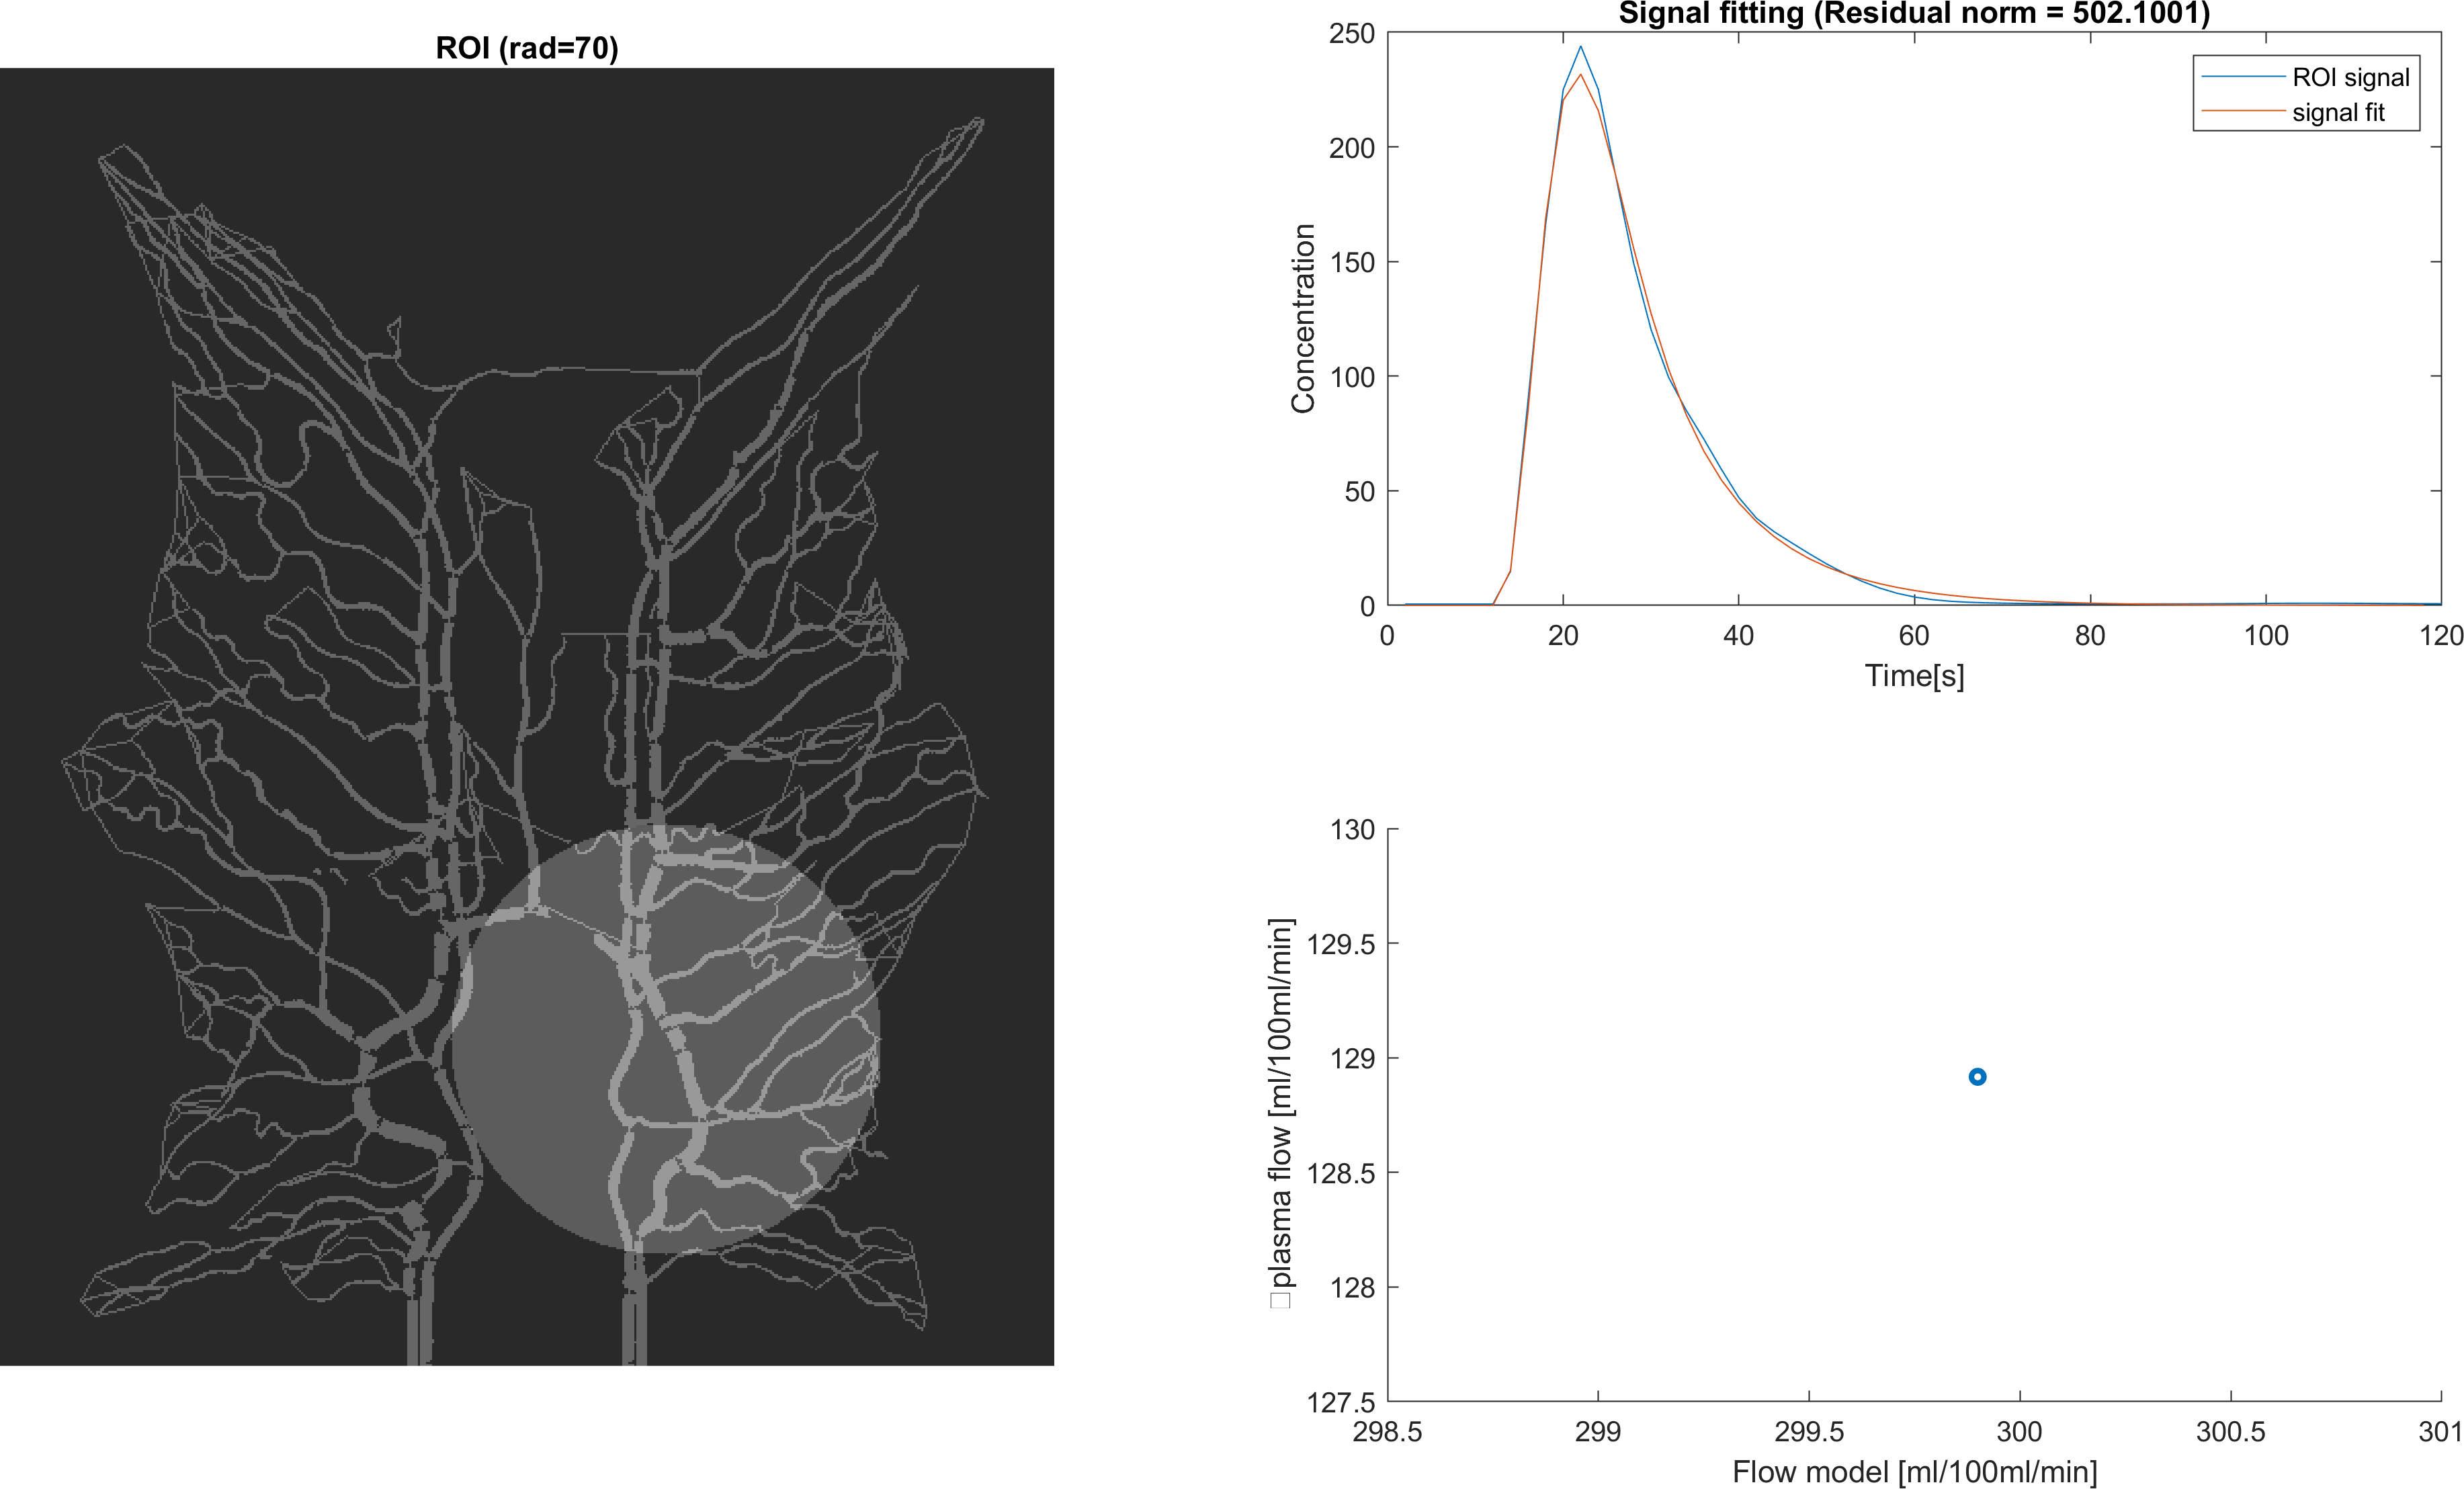 ROI (rad=70)
Signal fitting (Residual norm = 502.1001)
250
200
150
100
50
0
Concentration
ROI signal
signal fit
0 20 40 60 80 100 120
Time[s]
130
129.5
129
128.5
128
127.5
□plasma flow [ml/100ml/min]
298.5 299 299.5 300 300.5 301
Flow model [ml/100ml/min]